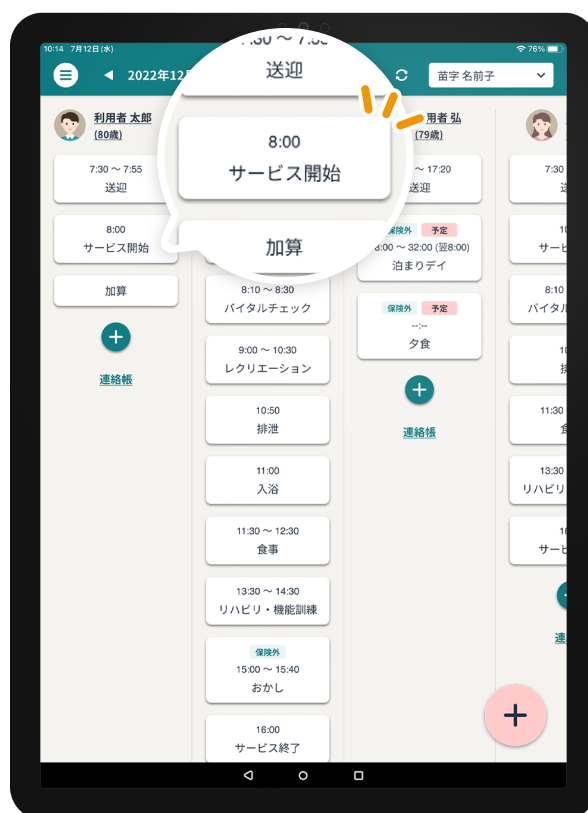 10:14 7月12日(水)
76%
2022年12
苗字 名前子
利用者 太郎
(80歳)
7:30 ～ 7:55
送迎
8:00
サービス開始
加算
連絡帳
送迎
8:00
サービス開始
加算
8:10 ～ 8:30
バイタルチェック
9:00 ～ 10:30
レクリエーション
10:50
排泄
11:00
入浴
11:30 ～ 12:30
食事
13:30 ～ 14:30
リハビリ・機能訓練
保険外
15:00 ～ 15:40
おかし
16:00
サービス終了
用者 弘
(79歳)
～ 17:20
送迎
保険外 予定
8:00 ～ 32:00 (翌8:00)
泊まりデイ
保険外 予定
--:--
夕食
連絡帳
7:30
サービ
8:10
バイタル
11:30
13:30
リハビリ
サービ